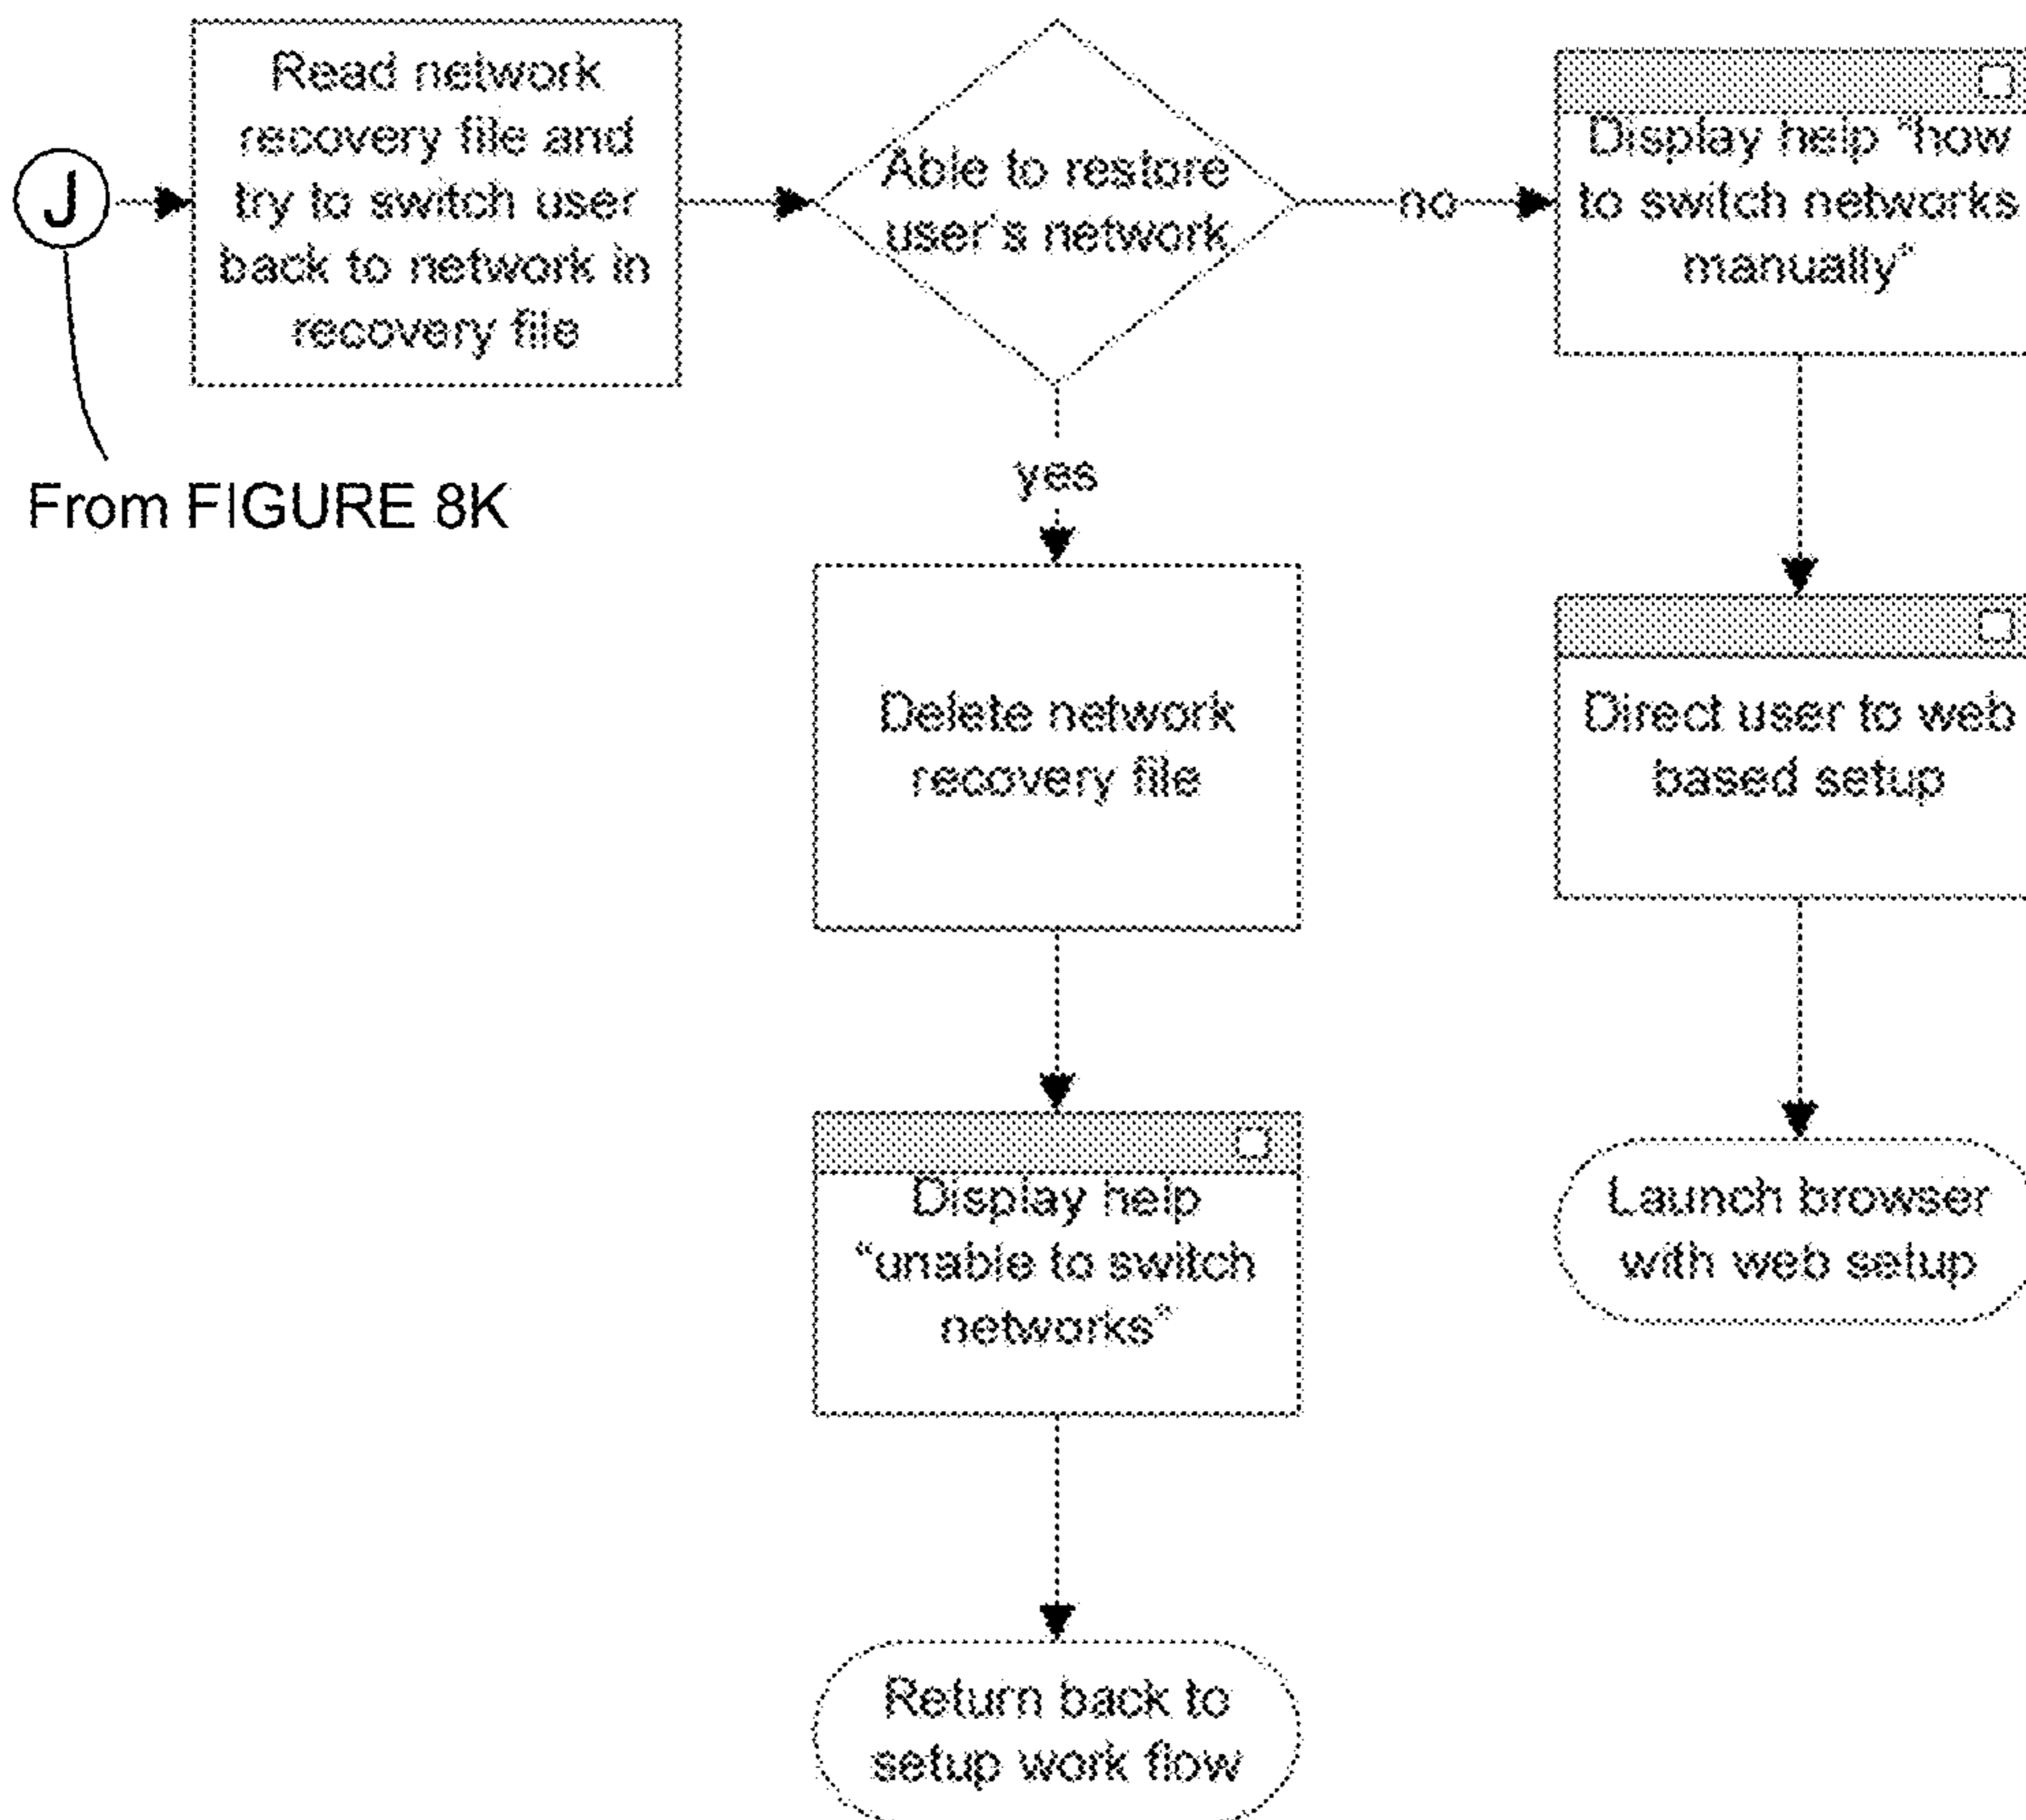 J
Read network
recovery file and
try to switch user
back to network in
recovery file
Able to restore
user's network
no
Display help "how
to switch networks
manually"
From FIGURE 8K
yes
Delete network
recovery file
Direct user to web
based setup
Display help
"unable to switch
networks"
Launch browser
with web setup
Return back to
setup work flow